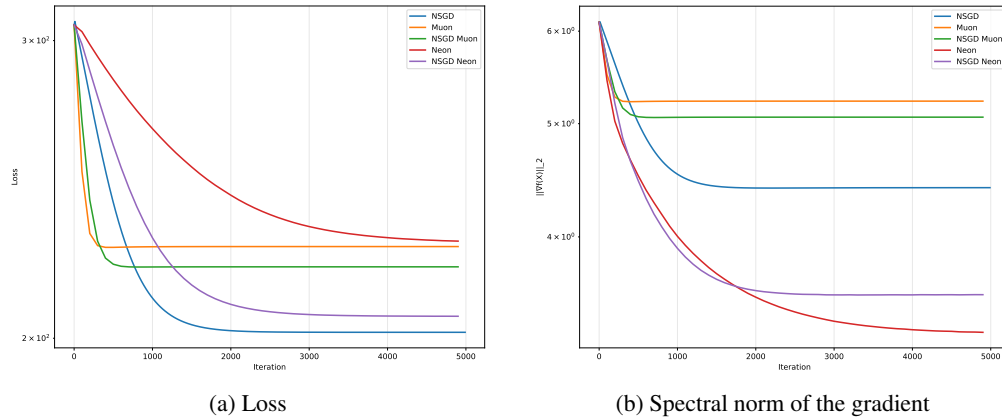 3 × 10²
2 × 10²
Loss
0
1000
2000
3000
4000
5000
Iteration
NSGD
Muon
NSGD Muon
Neon
NSGD Neon
(a) Loss
6 × 10⁰
5 × 10⁰
4 × 10⁰
||∇f(X)||_2
0
1000
2000
3000
4000
5000
Iteration
NSGD
Muon
NSGD Muon
Neon
NSGD Neon
(b) Spectral norm of the gradient